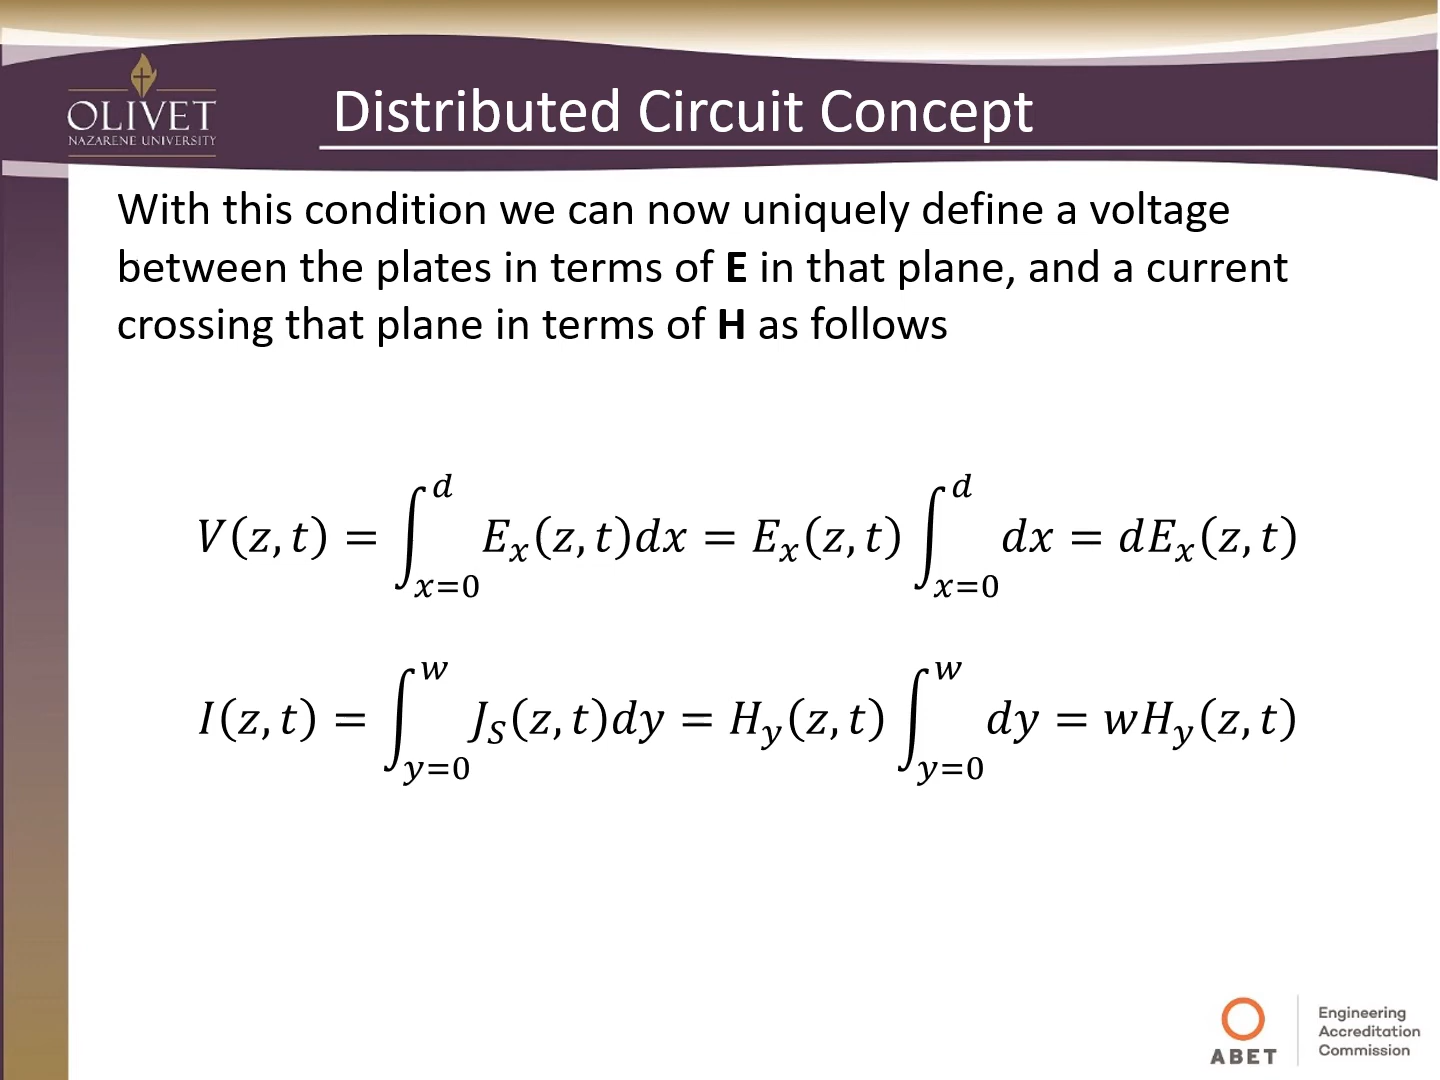 OLIVET
NAZARENE UNIVERSITY
Distributed Circuit Concept
With this condition we can now uniquely define a voltage
between the plates in terms of E in that plane, and a current
crossing that plane in terms of H as follows
V(z,t) = ∫_{x=0}^{d} E_x(z,t)dx = E_x(z,t) ∫_{x=0}^{d} dx = dE_x(z,t)
I(z,t) = ∫_{y=0}^{w} J_S(z,t)dy = H_y(z,t) ∫_{y=0}^{w} dy = wH_y(z,t)
ABET
Engineering
Accreditation
Commission